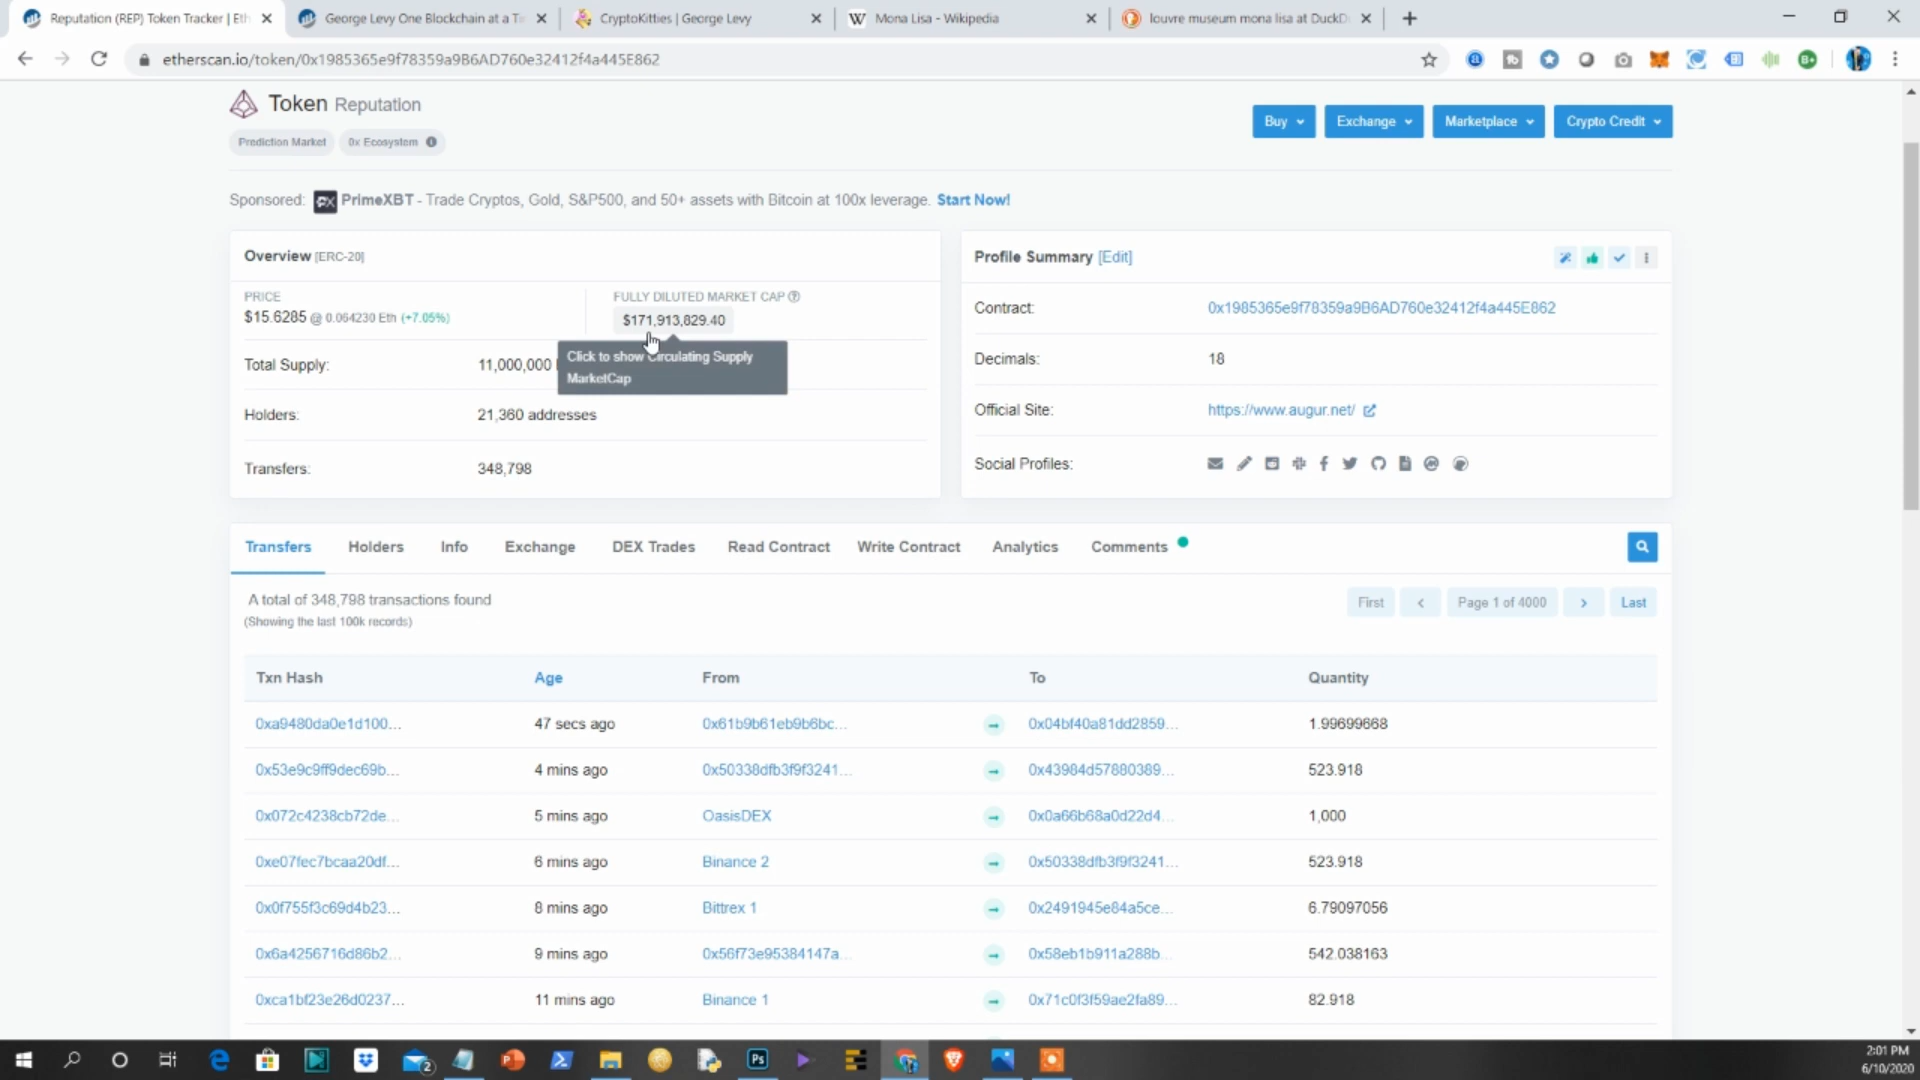 Reputation (REP) Token Tracker | Eth
George Levy One Blockchain at a Ti
CryptoKitties | George Levy
Mona Lisa - Wikipedia
louvre museum mona lisa at DuckD
etherscan.io/token/0x1985365e9f78359a9B6AD760e32412f4a445E862
Token Reputation
Buy
Exchange
Marketplace
Crypto Credit
Prediction Market
0x Ecosystem
Sponsored: PrimeXBT - Trade Cryptos, Gold, S&P500, and 50+ assets with Bitcoin at 100x leverage. Start Now!
Overview [ERC-20]
PRICE
$15.6285 @ 0.064230 Eth (+7.05%)
FULLY DILUTED MARKET CAP
$171,913,829.40
Click to show Circulating Supply
MarketCap
Total Supply: 11,000,000
Holders: 21,360 addresses
Transfers: 348,798
Profile Summary [Edit]
Contract: 0x1985365e9f78359a9B6AD760e32412f4a445E862
Decimals: 18
Official Site: https://www.augur.net/
Social Profiles:
Transfers Holders Info Exchange DEX Trades Read Contract Write Contract Analytics Comments
A total of 348,798 transactions found
(Showing the last 100k records)
First Page 1 of 4000 Last
Txn Hash Age From To Quantity
0xa9480da0e1d100... 47 secs ago 0x61b9b61eb9b6bc... 0x04bf40a81dd2859... 1.99699668
0x53e9c9ff9dec69b... 4 mins ago 0x50338dfb3f9f3241... 0x43984d57880389... 523.918
0x072c4238cb72de... 5 mins ago OasisDEX 0x0a66b68a0d22d4... 1,000
0xe07fec7bcaa20df... 6 mins ago Binance 2 0x50338dfb3f9f3241... 523.918
0x0f755f3c69d4b23... 8 mins ago Bittrex 1 0x2491945e84a5ce... 6.79097056
0x6a4256716d86b2... 9 mins ago 0x56f73e95384147a... 0x58eb1b911a288b... 542.038163
0xca1bf23e26d0237... 11 mins ago Binance 1 0x71c0f3f59ae2fa89... 82.918
2:01 PM
6/10/2020